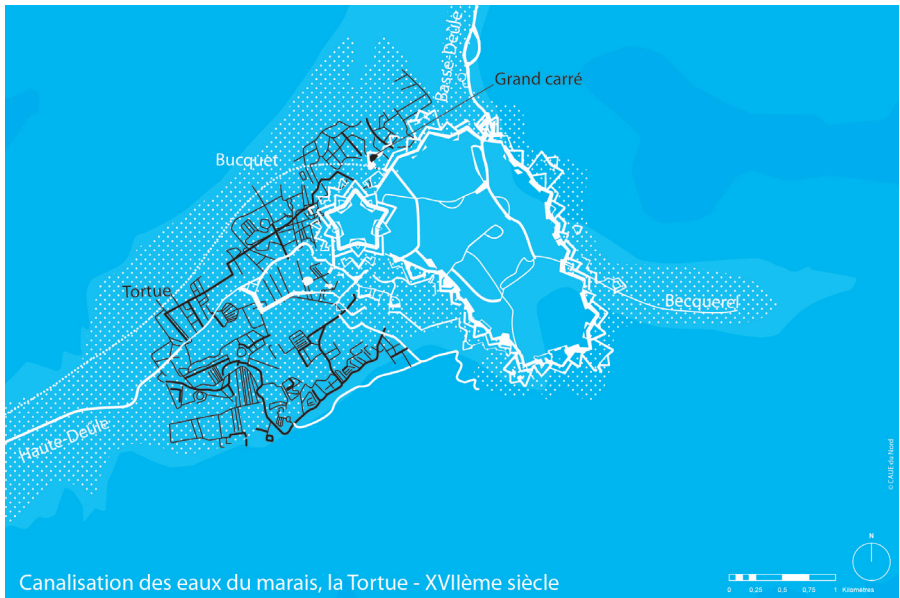 Basse-Deûle
Grand carré
Bucquet
Tortue
Becquerel
Haute-Deûle
© CAUE du Nord
N
Canalisation des eaux du marais, la Tortue - XVIIème siècle
0 0,25 0,5 0,75 1 Kilomètres